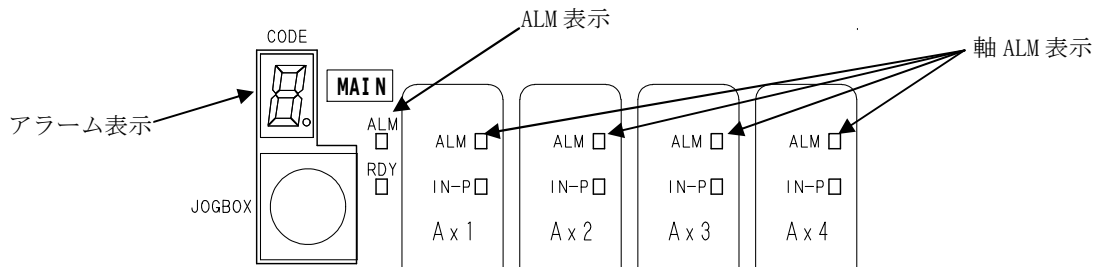 ALM 表示
CODE
軸 ALM 表示
MAIN
アラーム表示
8.
ALM
ALM
ALM
ALM
ALM
RDY
IN-P
IN-P
IN-P
IN-P
JOGBOX
Ax1
Ax2
Ax3
Ax4